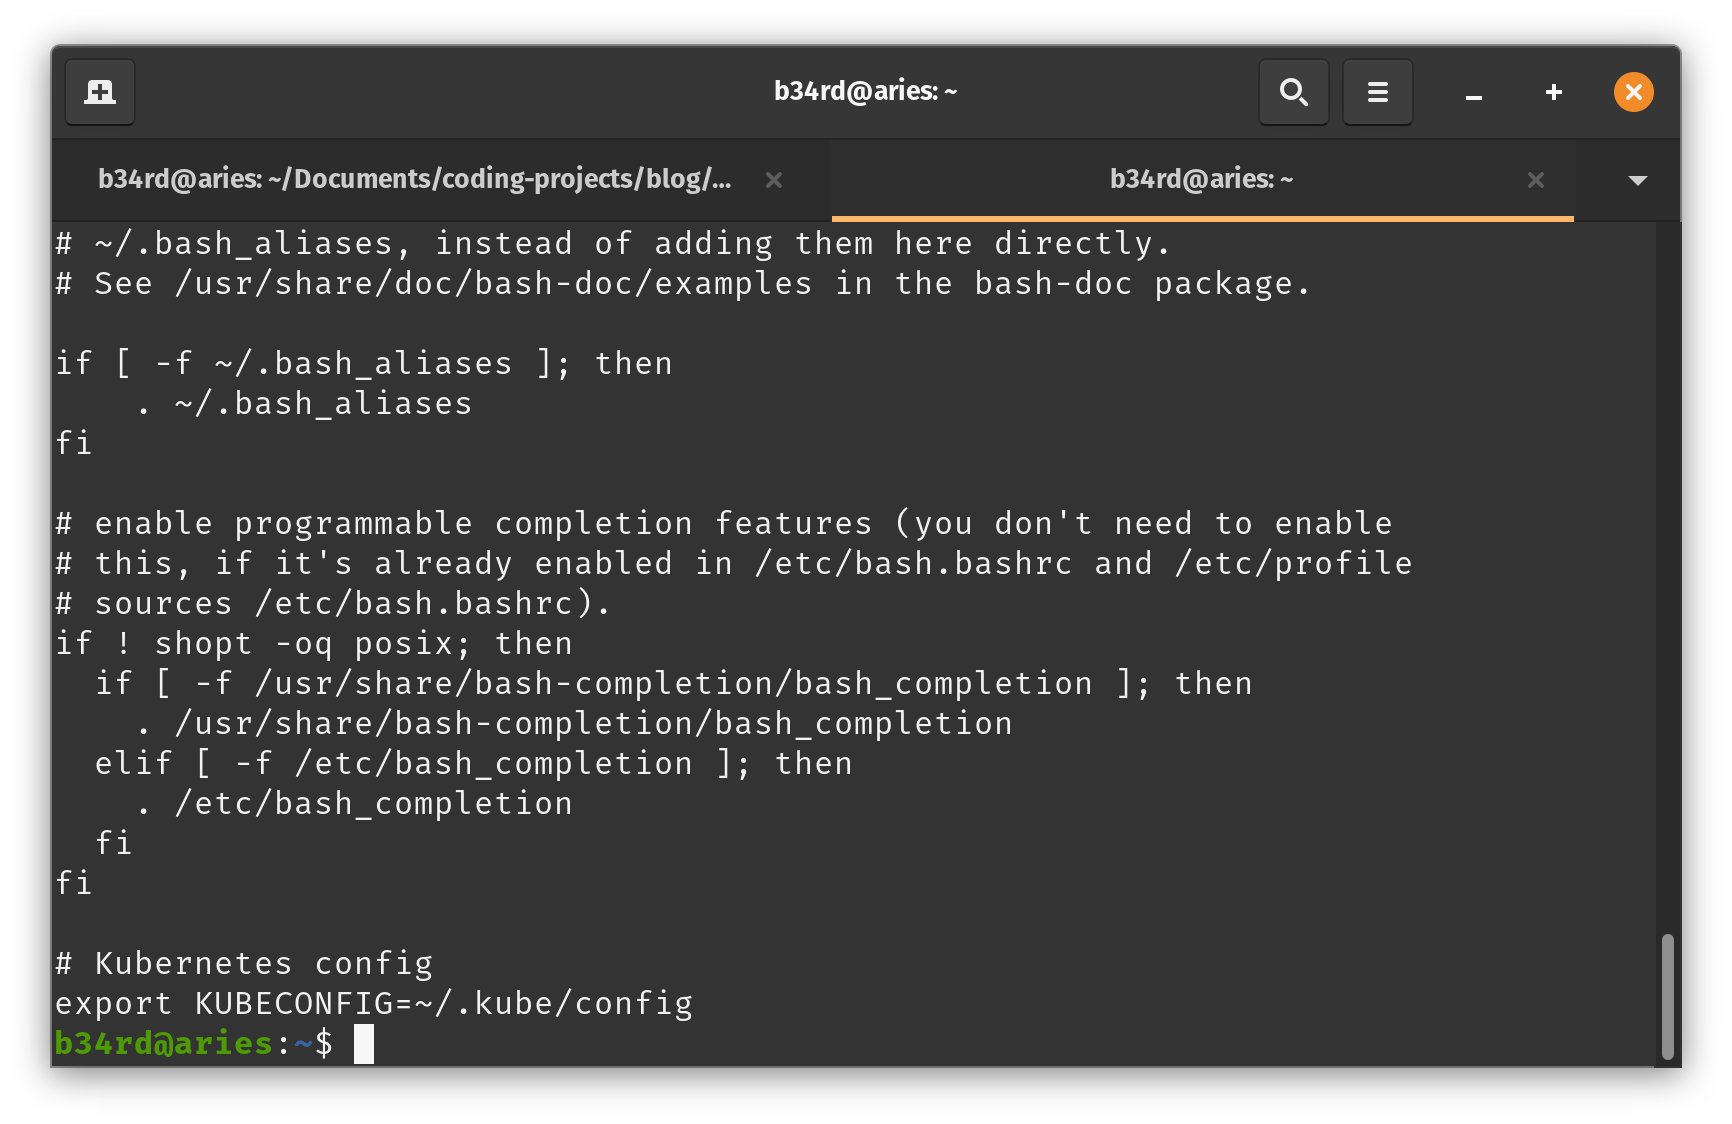 b34rd@aries: ~
b34rd@aries: ~/Documents/coding-projects/blog/...
b34rd@aries: ~
# ~/.bash_aliases, instead of adding them here directly.
# See /usr/share/doc/bash-doc/examples in the bash-doc package.

if [ -f ~/.bash_aliases ]; then
    . ~/.bash_aliases
fi

# enable programmable completion features (you don't need to enable
# this, if it's already enabled in /etc/bash.bashrc and /etc/profile
# sources /etc/bash.bashrc).
if ! shopt -oq posix; then
  if [ -f /usr/share/bash-completion/bash_completion ]; then
    . /usr/share/bash-completion/bash_completion
  elif [ -f /etc/bash_completion ]; then
    . /etc/bash_completion
  fi
fi

# Kubernetes config
export KUBECONFIG=~/.kube/config
b34rd@aries:~$